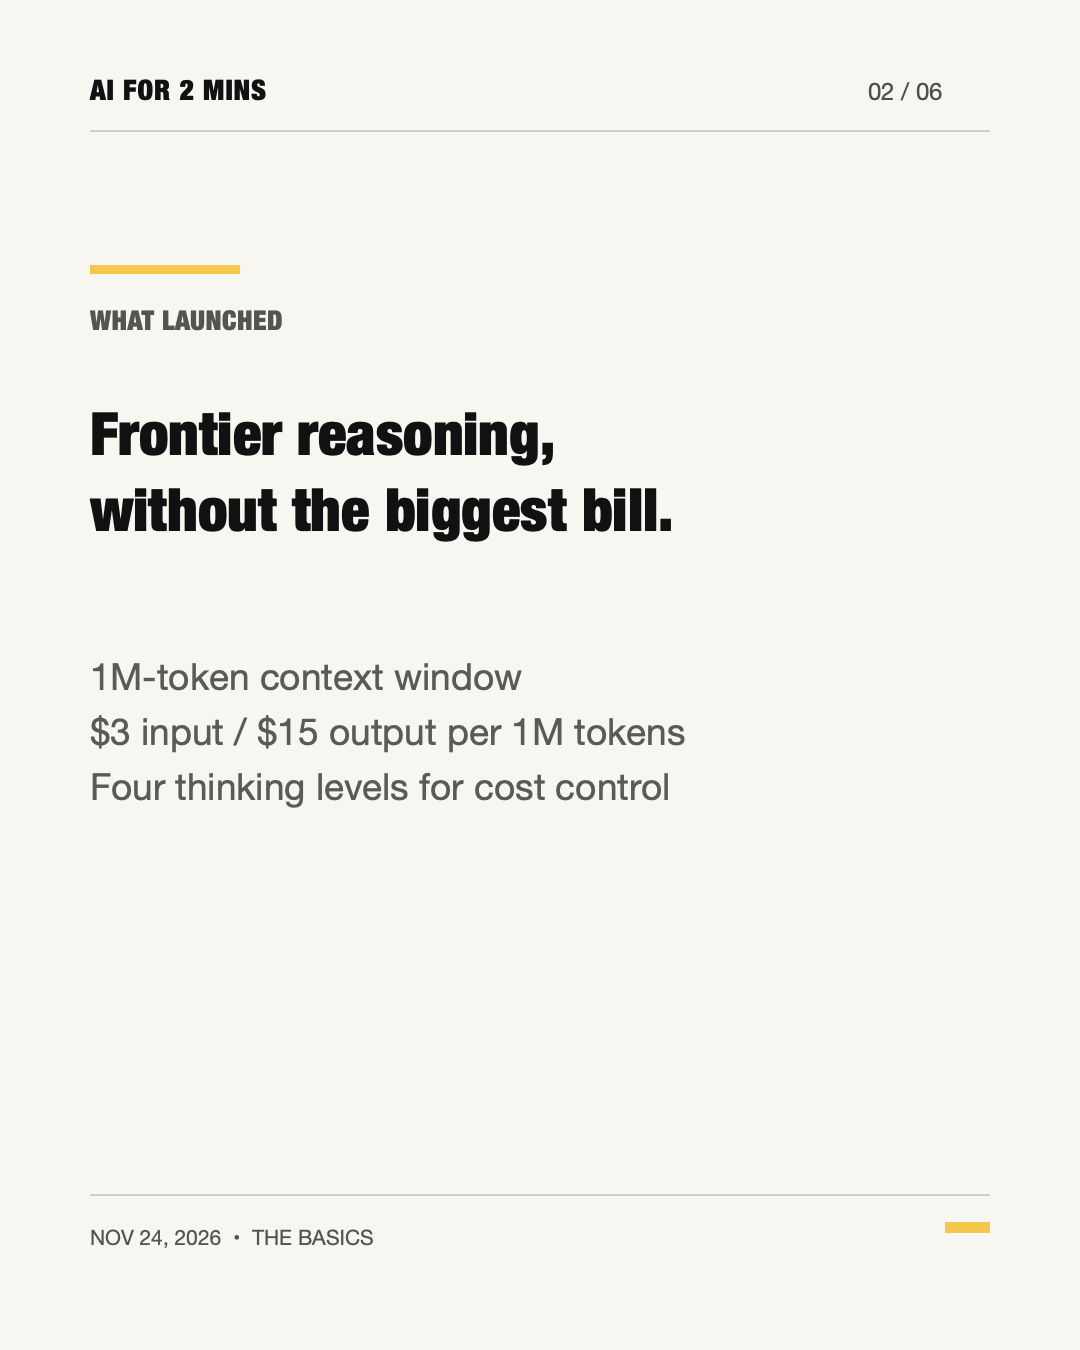 AI FOR 2 MINS
02 / 06
WHAT LAUNCHED
Frontier reasoning,
without the biggest bill.
1M-token context window
$3 input / $15 output per 1M tokens
Four thinking levels for cost control
NOV 24, 2026 • THE BASICS